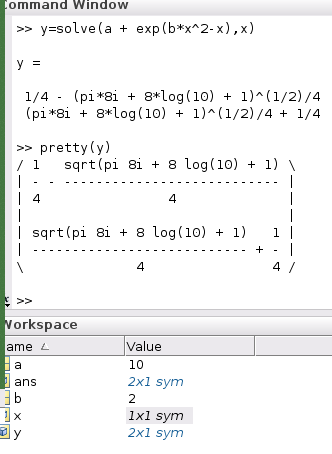 Command Window
>> y=solve(a + exp(b*x^2-x),x)
y =
1/4 - (pi*8i + 8*log(10) + 1)^(1/2)/4
(pi*8i + 8*log(10) + 1)^(1/2)/4 + 1/4
>> pretty(y)
/ 1   sqrt(pi 8i + 8 log(10) + 1) \
| - - --------------------------- |
| 4                4              |
|                                 |
| sqrt(pi 8i + 8 log(10) + 1)   1 |
| --------------------------- + - |
\              4                4 /
>>
Workspace
ame Value
a 10
ans 2x1 sym
b 2
x 1x1 sym
y 2x1 sym